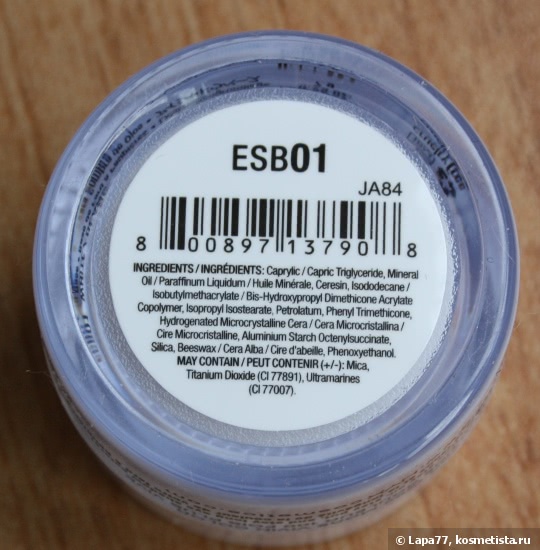 ESB01
JA84
8 00897 13790 8
INGREDIENTS / INGRÉDIENTS: Caprylic / Capric Triglyceride, Mineral
Oil / Paraffinum Liquidum / Huile Minérale, Ceresin, Isododecane /
Isobutylmethacrylate / Bis-Hydroxypropyl Dimethicone Acrylate
Copolymer, Isopropyl Isostearate, Petrolatum, Phenyl Trimethicone,
Hydrogenated Microcrystalline Cera / Cera Microcristallina /
Cire Microcristalline, Aluminium Starch Octenylsuccinate,
Silica, Beeswax / Cera Alba / Cire d'abeille, Phenoxyethanol.
MAY CONTAIN / PEUT CONTENIR (+/-): Mica,
Titanium Dioxide (CI 77891), Ultramarines
(CI 77007).
© Lapa77, kosmetista.ru